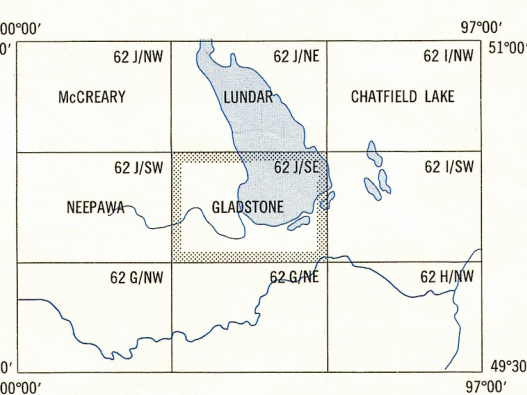 00°00′ 97°00′
0′ 62 J/NW 62 J/NE 62 I/NW 51°00′
McCREARY LUNDAR CHATFIELD LAKE
62 J/SW 62 J/SE 62 I/SW
NEEPAWA GLADSTONE
62 G/NW 62 G/NE 62 H/NW
0′ 49°30′
00°00′ 97°00′